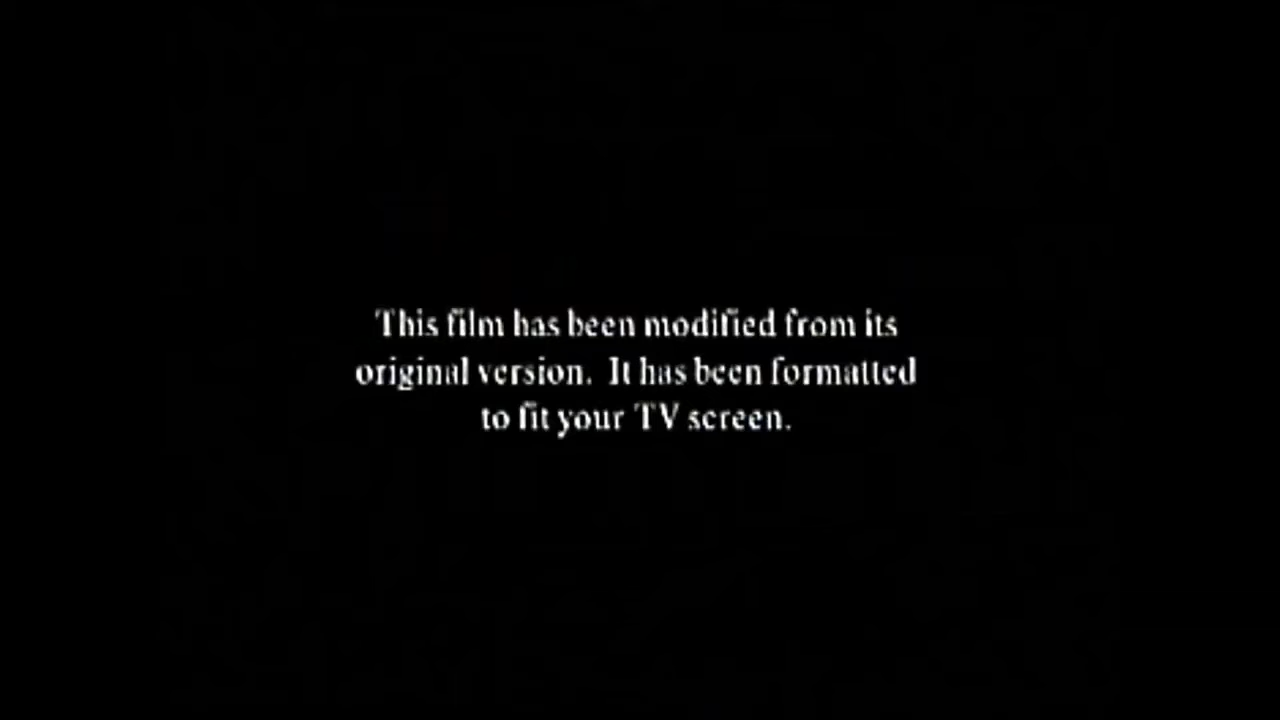 This film has been modified from its
original version.  It has been formatted
to fit your TV screen.